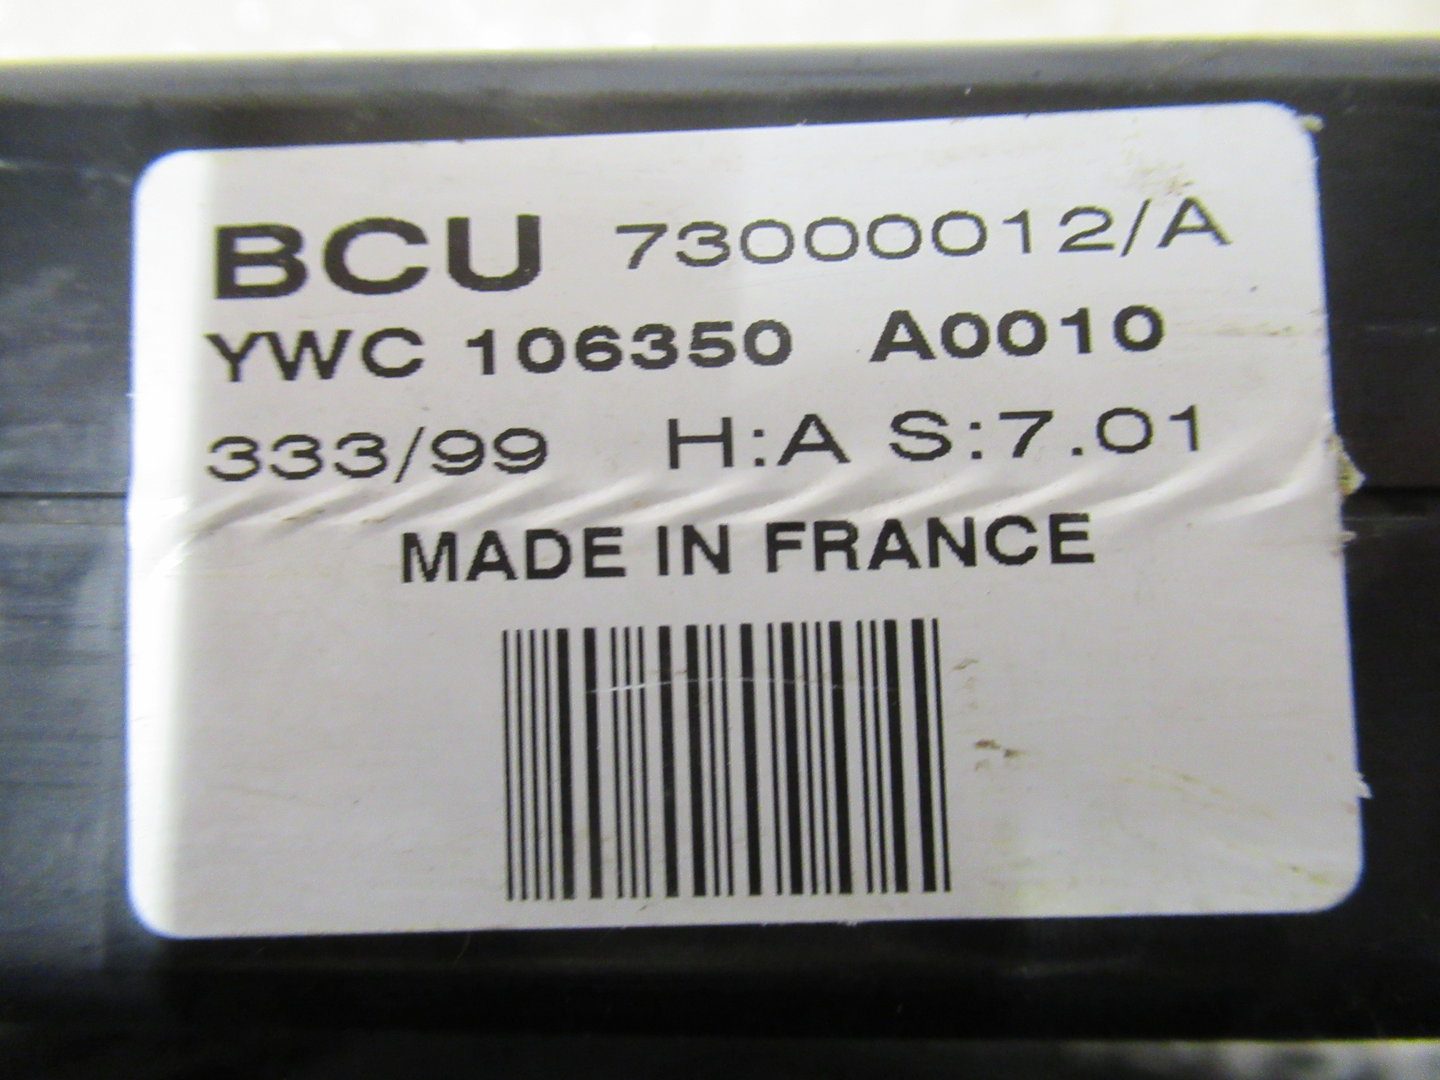 BCU 73000012/A
YWC 106350 A0010
333/99 H:A S:7.01
MADE IN FRANCE